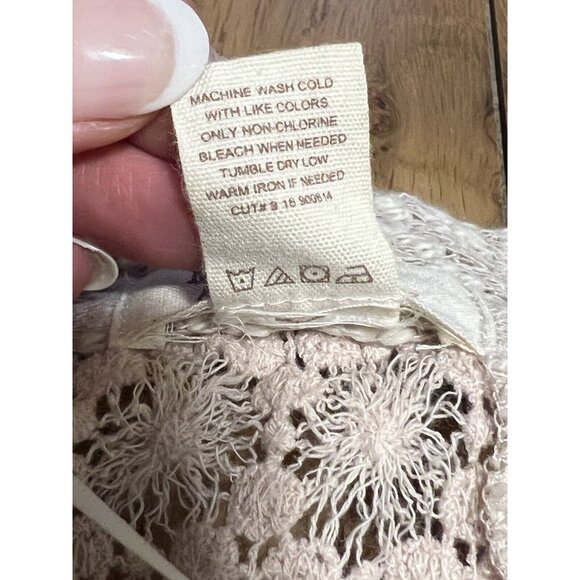 MACHINE WASH COLD
WITH LIKE COLORS
ONLY NON-CHLORINE
BLEACH WHEN NEEDED
TUMBLE DRY LOW
WARM IRON IF NEEDED
CUT# 9 15 900614